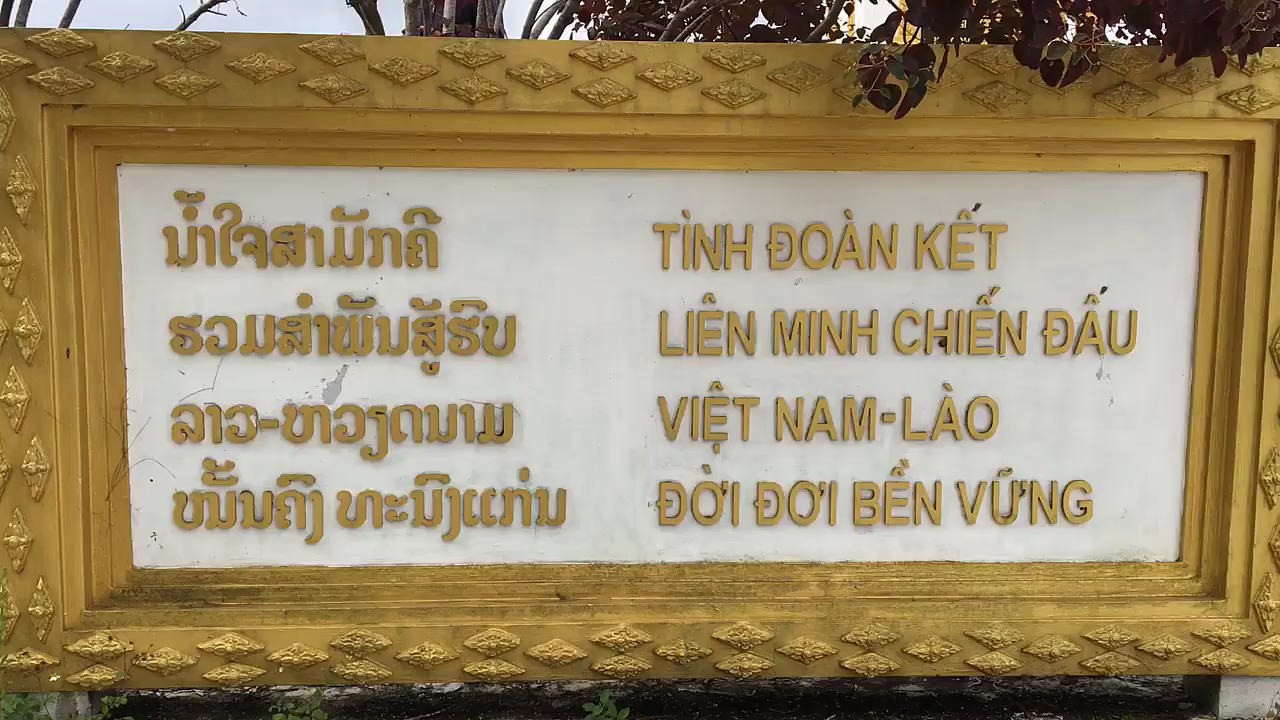 ນ້ຳໃຈສາມັກຄີ
ຮວມສຳພັນສູ້ຮົບ
ລາວ-ຫວຽດນາມ
ໝັ້ນຄົງ ທະນົງແກ່ນ
TÌNH ĐOÀN KẾT
LIÊN MINH CHIẾN ĐẤU
VIỆT NAM-LÀO
ĐỜI ĐƠI BỀN VỮNG